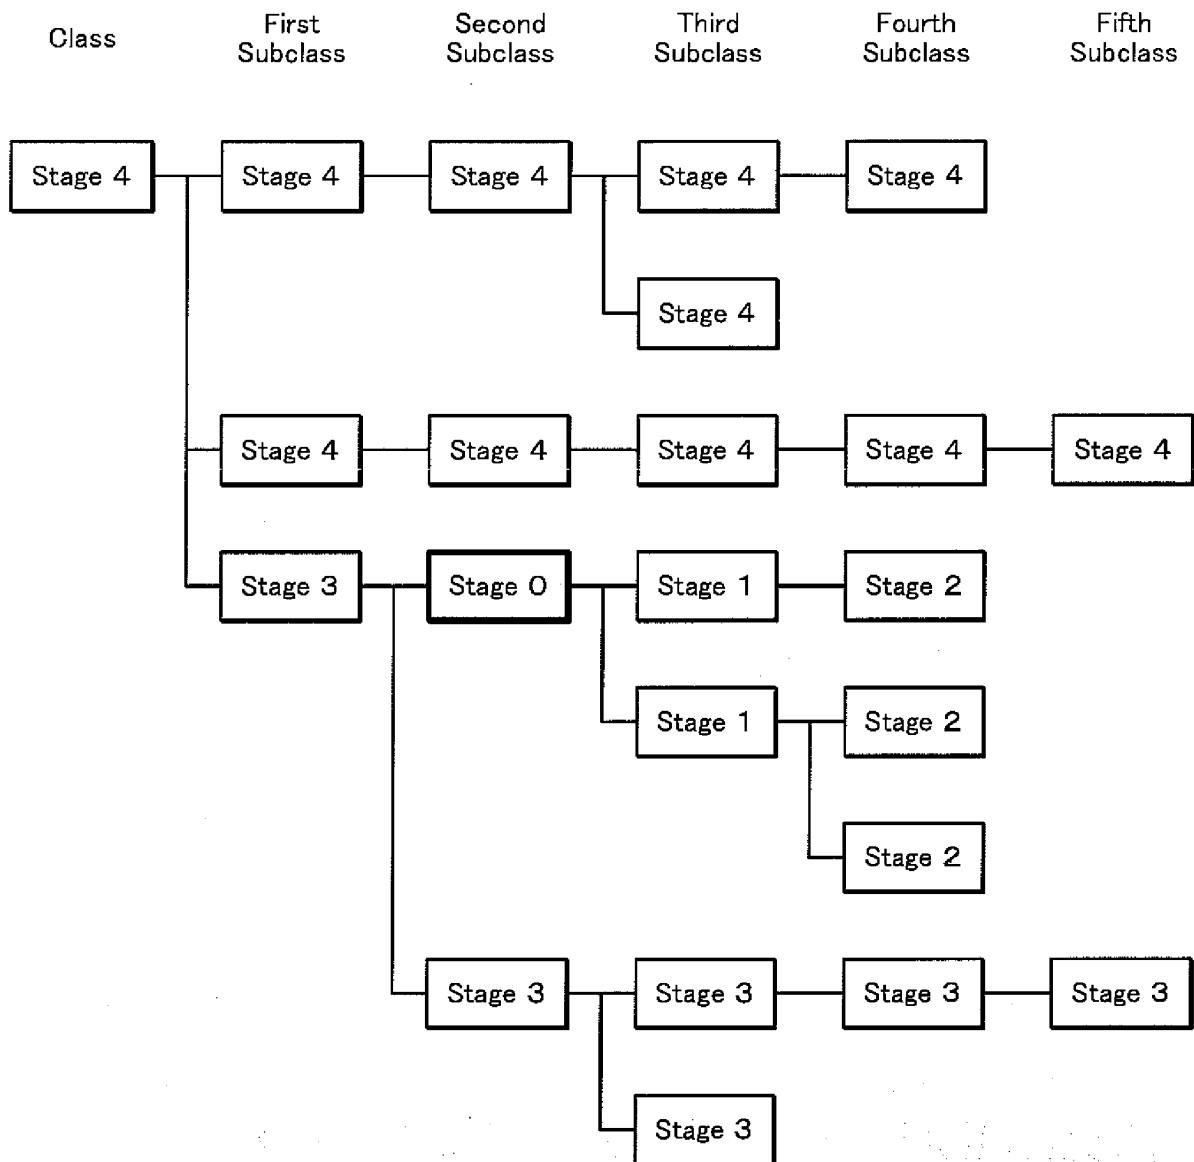 Class
First
Subclass
Second
Subclass
Third
Subclass
Fourth
Subclass
Fifth
Subclass
Stage 4
Stage 4
Stage 4
Stage 4
Stage 4
Stage 4
Stage 4
Stage 4
Stage 4
Stage 4
Stage 4
Stage 3
Stage 0
Stage 1
Stage 2
Stage 1
Stage 2
Stage 2
Stage 3
Stage 3
Stage 3
Stage 3
Stage 3